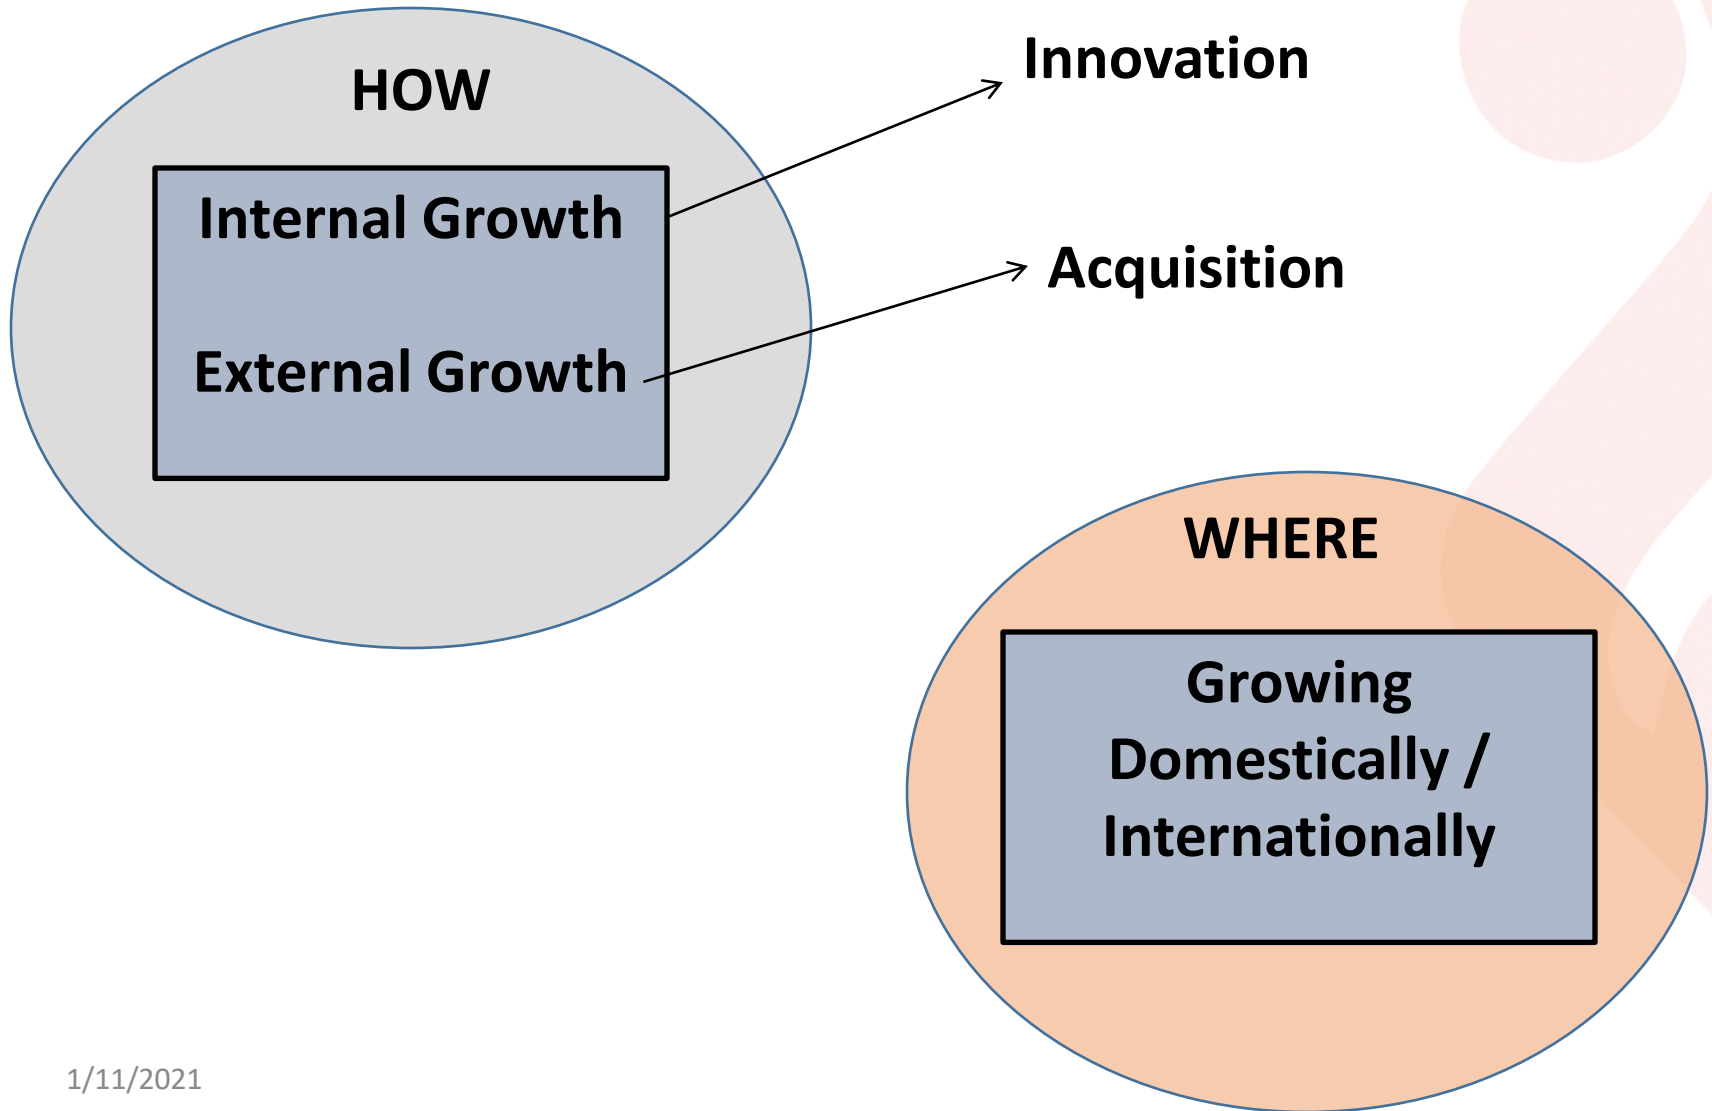 HOW
Internal Growth
External Growth
Innovation
Acquisition
WHERE
Growing
Domestically /
Internationally
1/11/2021